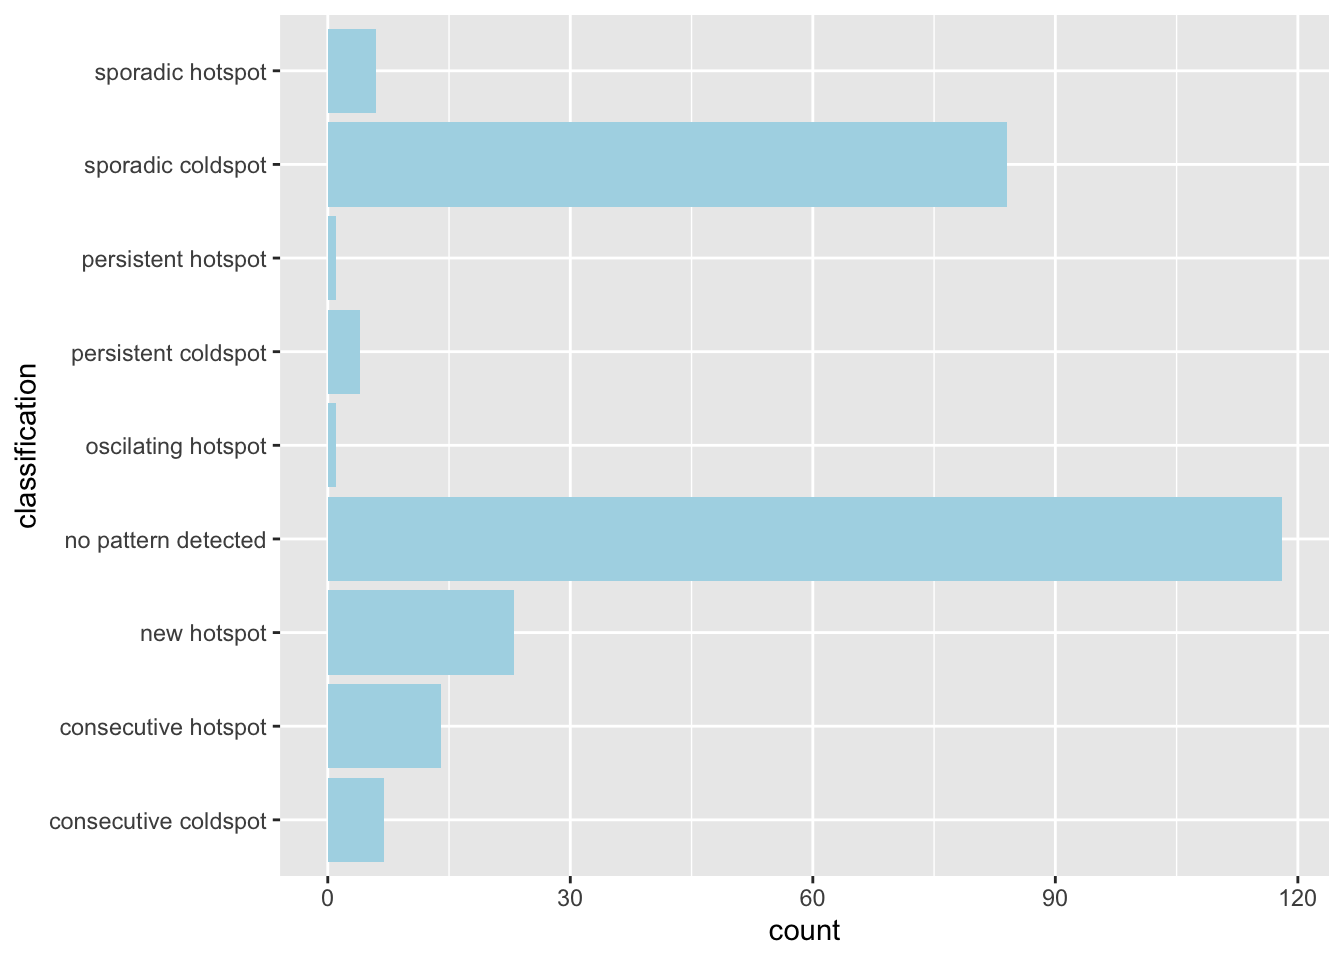 sporadic hotspot
sporadic coldspot
persistent hotspot
persistent coldspot
oscilating hotspot
no pattern detected
new hotspot
consecutive hotspot
consecutive coldspot
classification
0 30 60 90 120
count